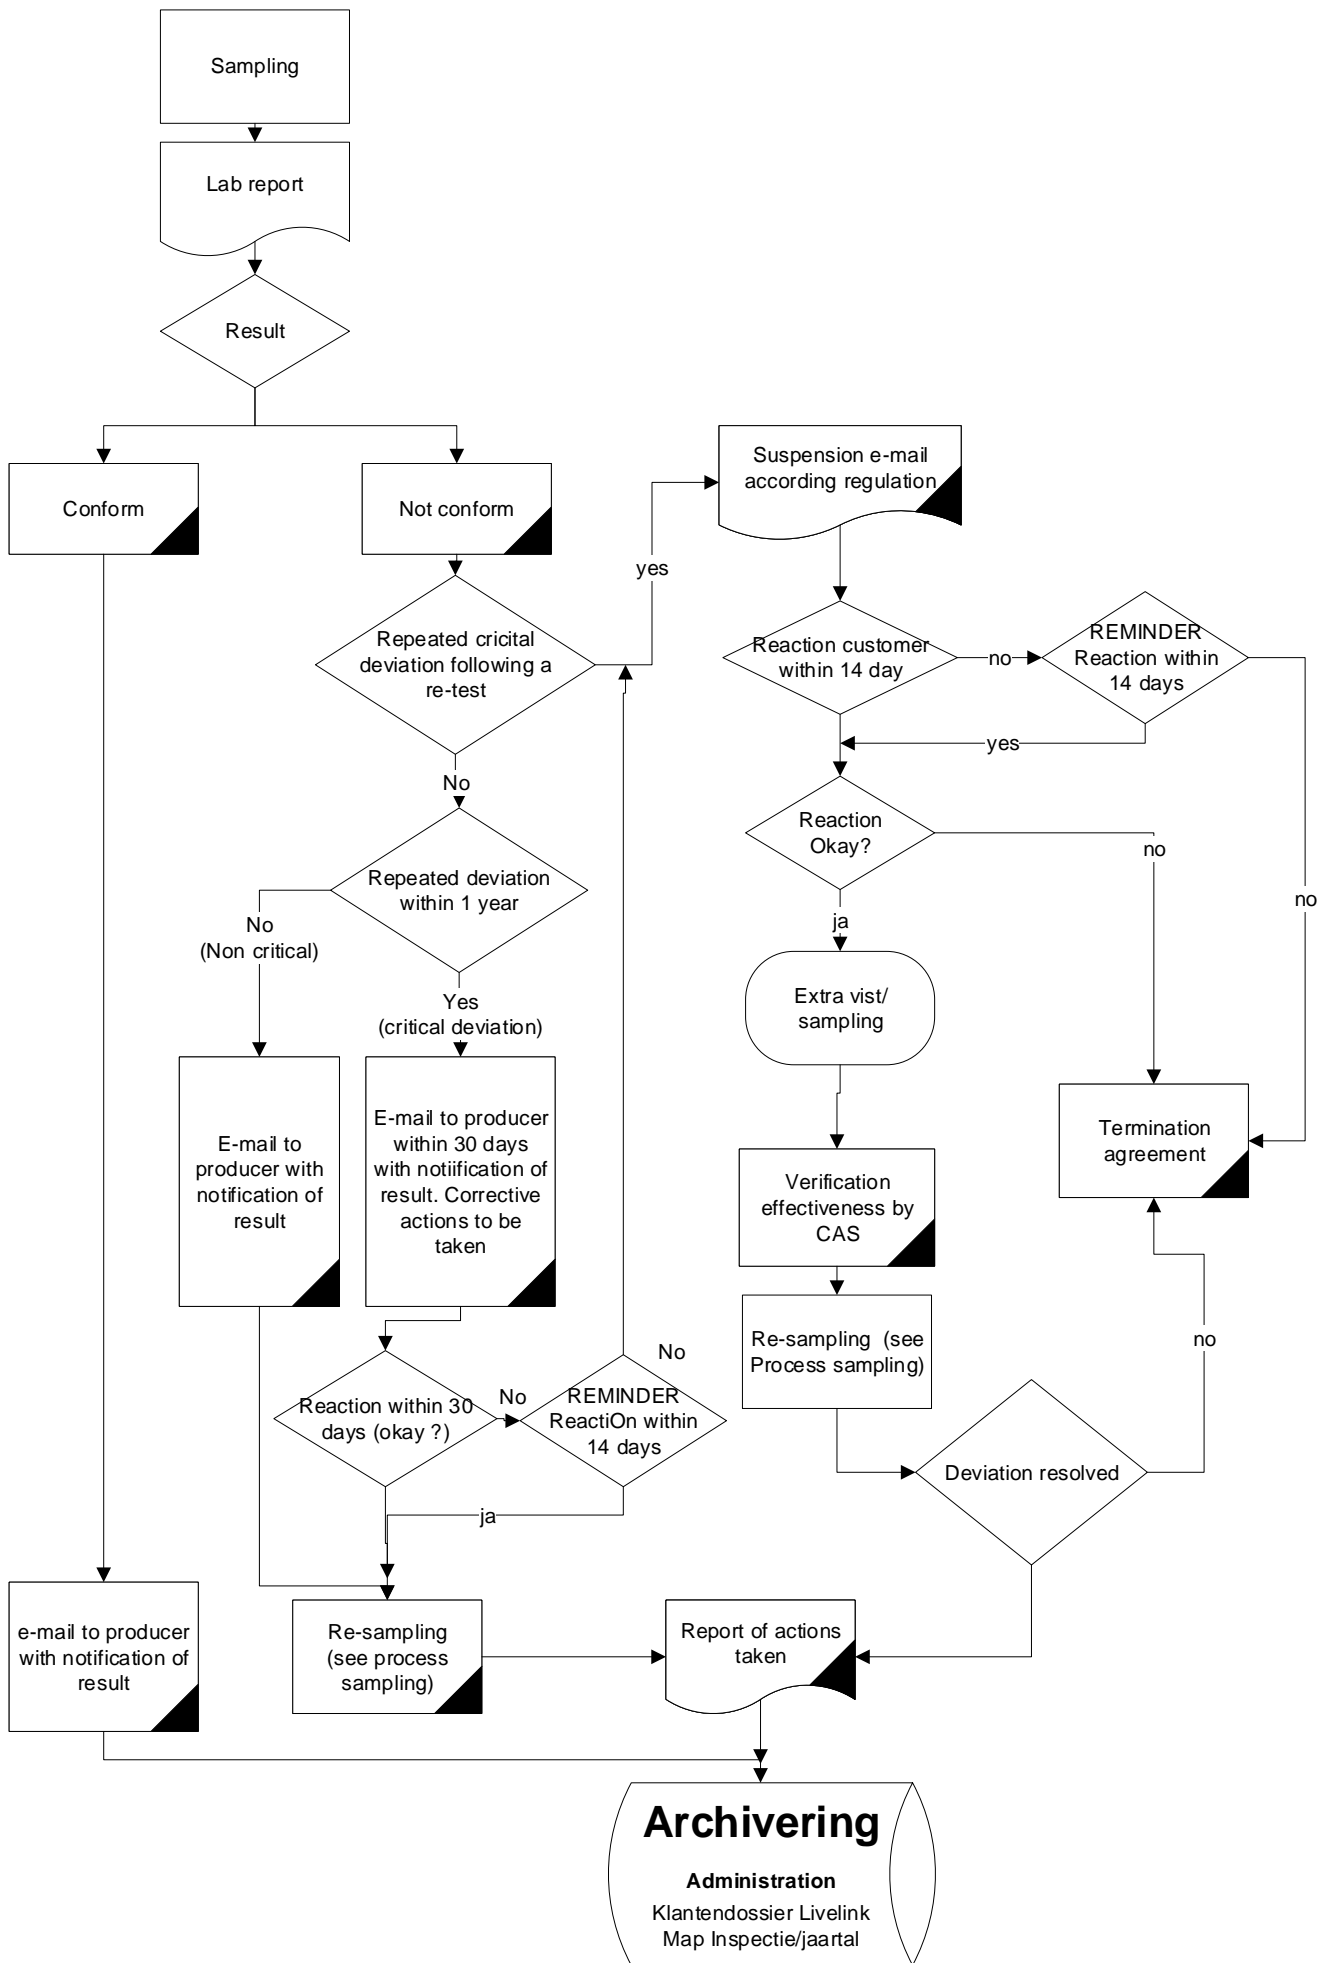 Sampling
Lab report
Result
Conform
Not conform
Suspension e-mail
according regulation
yes
Repeated cricital
deviation following a
re-test
Reaction customer
within 14 day
no
REMINDER
Reaction within
14 days
yes
No
Reaction
Okay?
no
no
Repeated deviation
within 1 year
No
(Non critical)
ja
Yes
(critical deviation)
Extra vist/
sampling
E-mail to
producer with
notification of
result
E-mail to producer
within 30 days
with notiification of
result. Corrective
actions to be
taken
Termination
agreement
Verification
effectiveness by
CAS
Re-sampling (see
Process sampling)
no
No
Reaction within 30
days (okay ?)
No
REMINDER
ReactiOn within
14 days
Deviation resolved
ja
e-mail to producer
with notification of
result
Re-sampling
(see process
sampling)
Report of actions
taken
Archivering
Administration
Klantendossier Livelink
Map Inspectie/jaartal